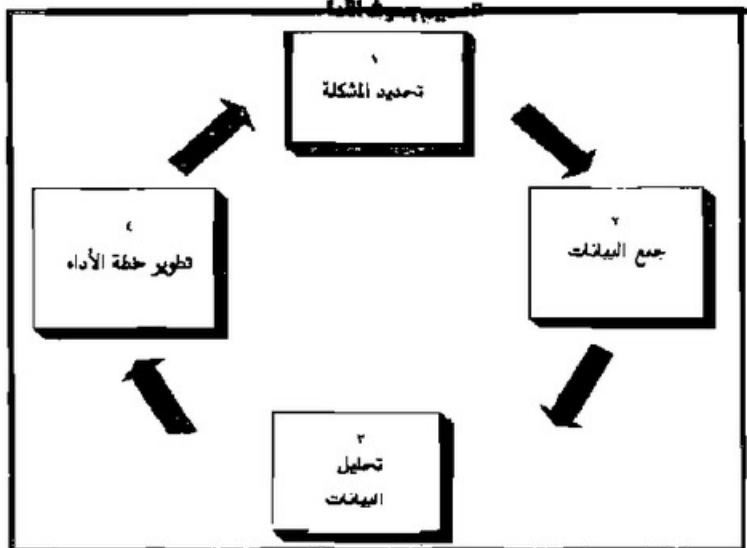 ١
تحديد المشكلة
٢
جمع البيانات
٣
تحليل
البيانات
٤
تطوير خطة الأداء